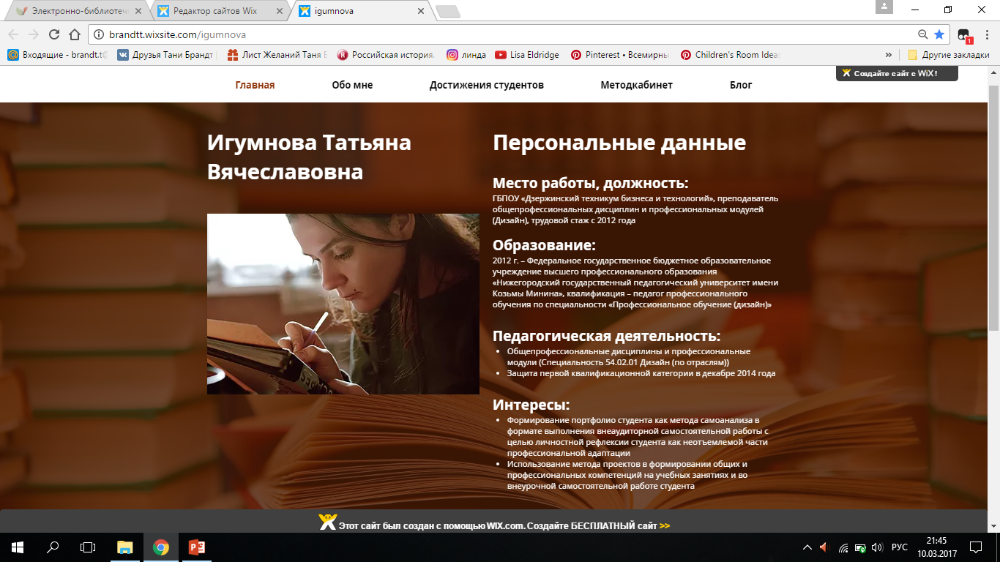 Электронно-библиотечн
Редактор сайтов Wix
igumnova
brandtt.wixsite.com/igumnova
Входящие - brandt.t@
Друзья Тани Брандт
Лист Желаний Таня Б
Российская история.
линда
Lisa Eldridge
Pinterest • Всемирны
Children's Room Ideas
»
Другие закладки
Главная
Обо мне
Достижения студентов
Методкабинет
Блог
Создайте сайт с WiX!
Игумнова Татьяна
Вячеславовна
Персональные данные
Место работы, должность:
ГБПОУ «Дзержинский техникум бизнеса и технологий», преподаватель
общепрофессиональных дисциплин и профессиональных модулей
(Дизайн), трудовой стаж с 2012 года
Образование:
2012 г. – Федеральное государственное бюджетное образовательное
учреждение высшего профессионального образования
«Нижегородский государственный педагогический университет имени
Козьмы Минина», квалификация – педагог профессионального
обучения по специальности «Профессиональное обучение (дизайн)»
Педагогическая деятельность:
• Общепрофессиональные дисциплины и профессиональные
модули (Специальность 54.02.01 Дизайн (по отраслям))
• Защита первой квалификационной категории в декабре 2014 года
Интересы:
• Формирование портфолио студента как метода самоанализа в
формате выполнения внеаудиторной самостоятельной работы с
целью личностной рефлексии студента как неотъемлемой части
профессиональной адаптации
• Использование метода проектов в формировании общих и
профессиональных компетенций на учебных занятиях и во
внеурочной самостоятельной работе студента
Этот сайт был создан с помощью WIX.com. Создайте БЕСПЛАТНЫЙ сайт >>
РУС
21:45
10.03.2017